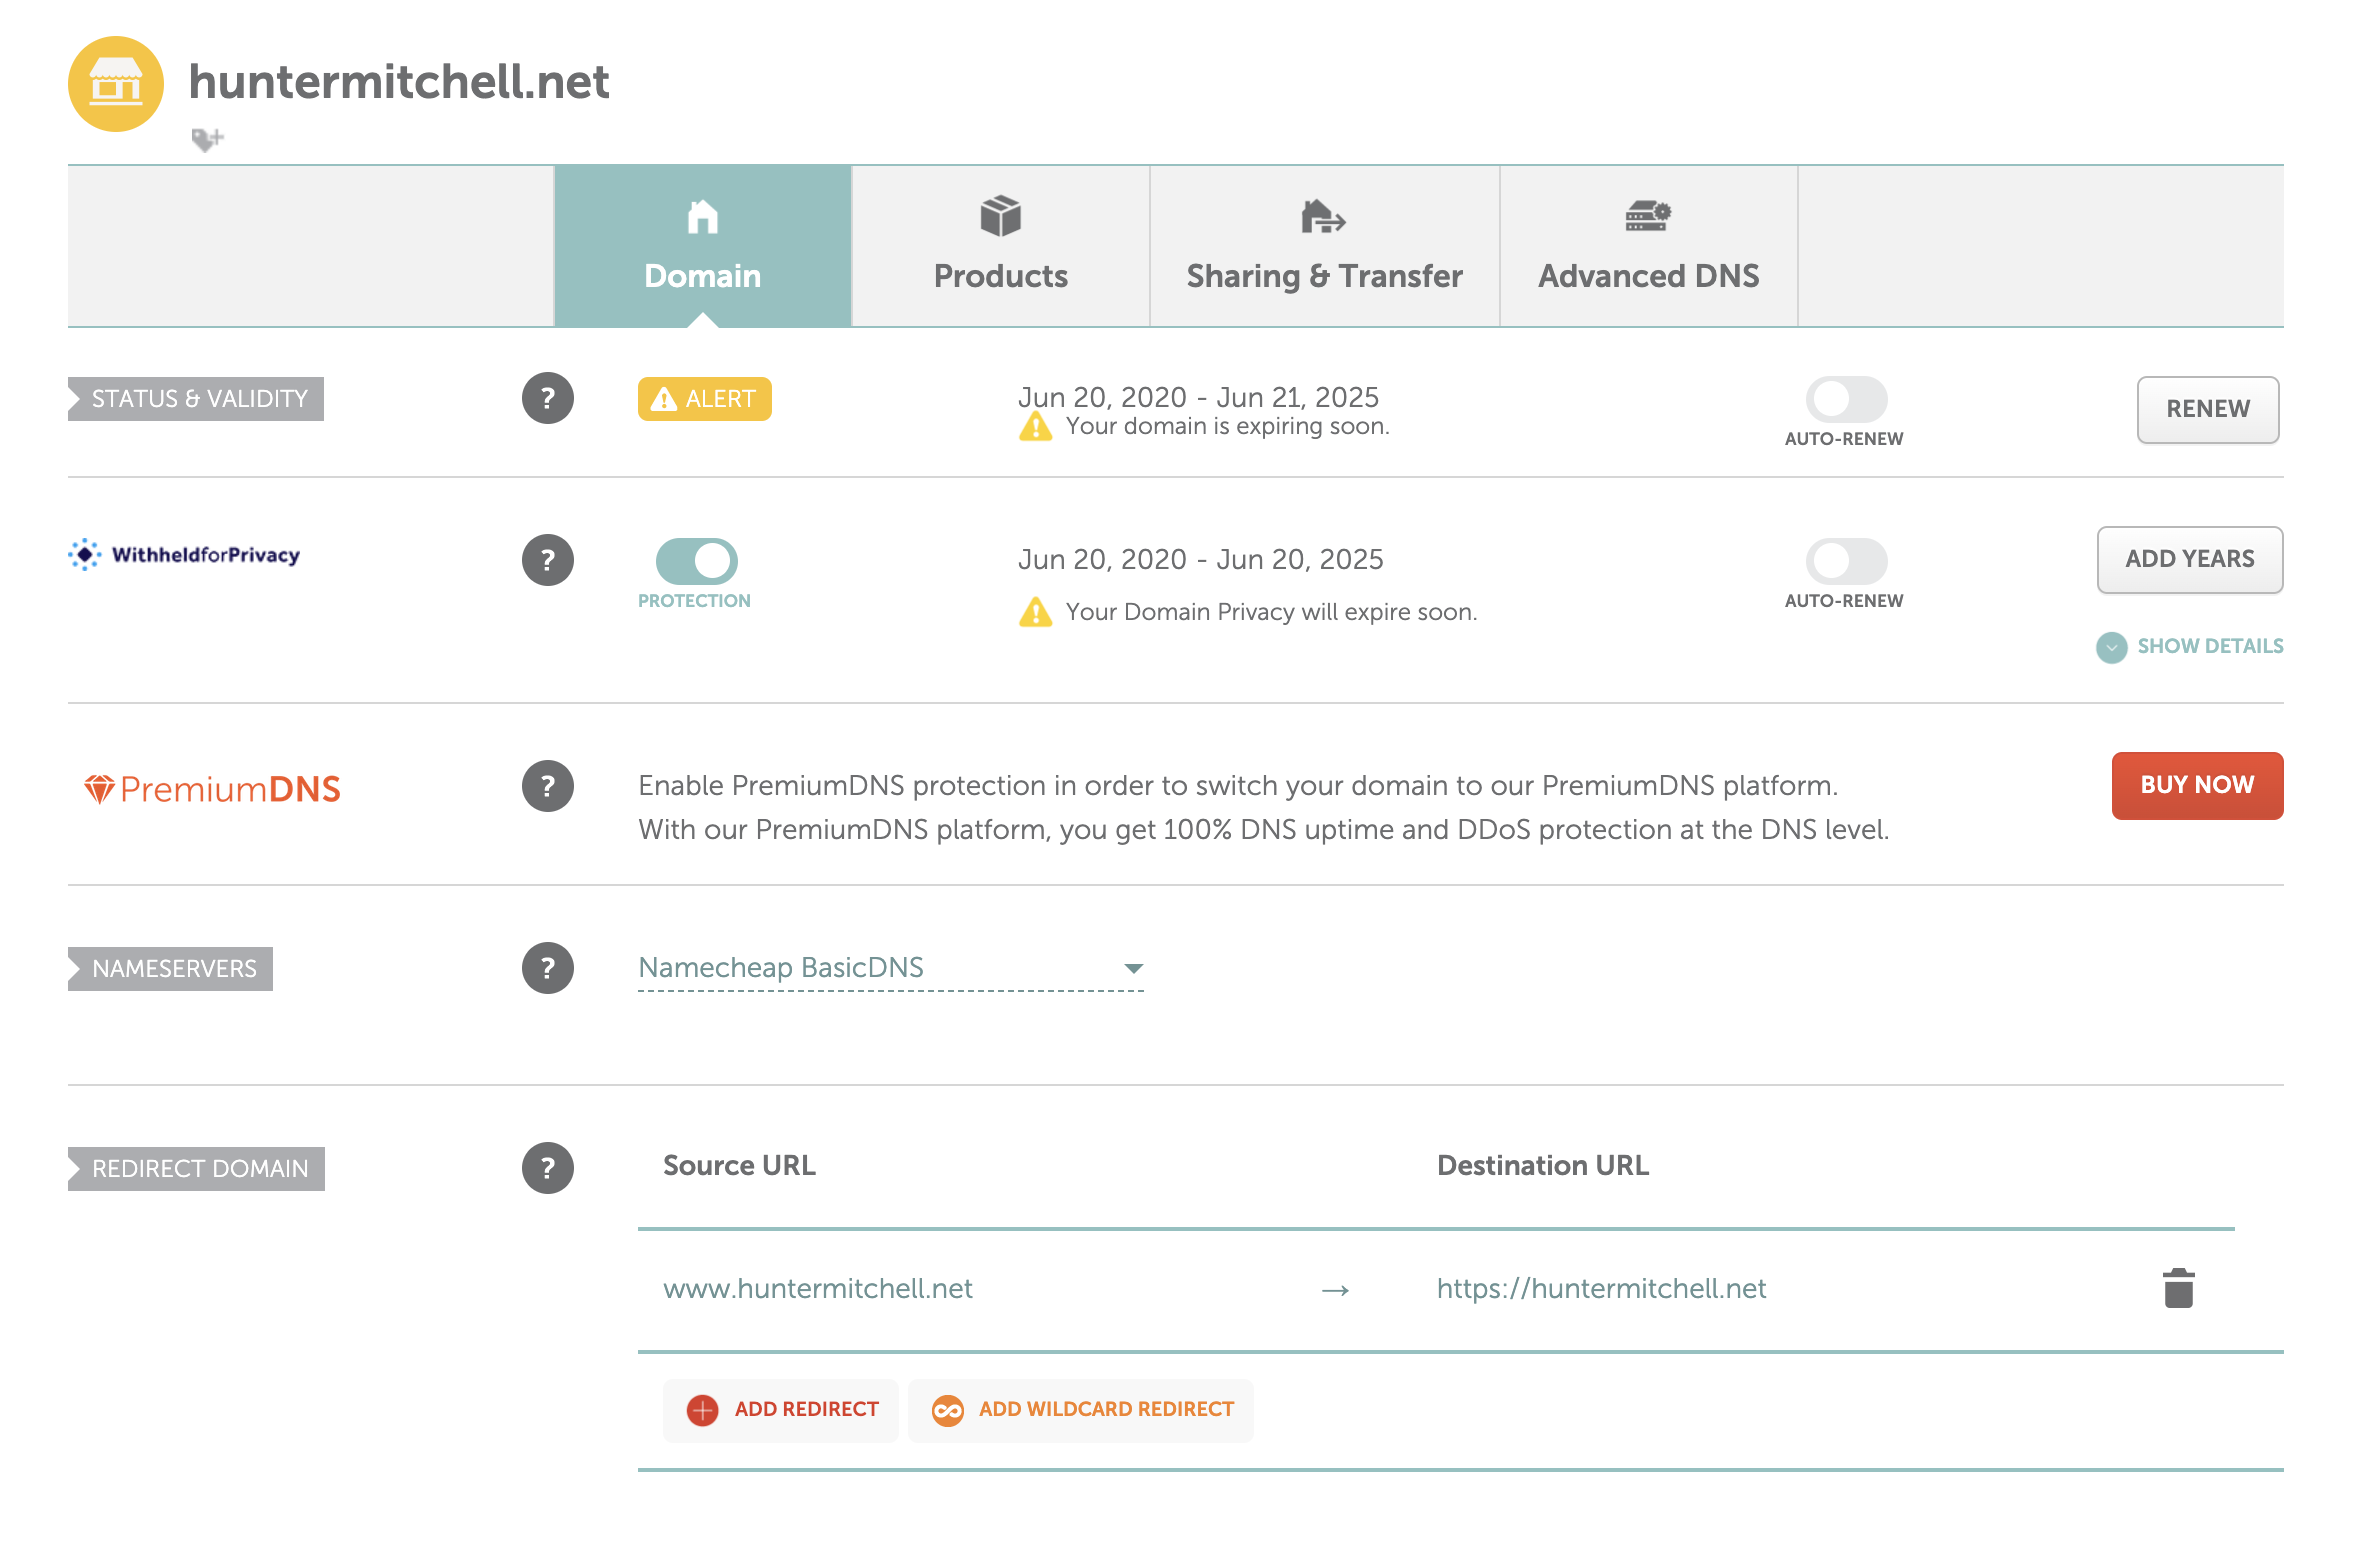 huntermitchell.net
Domain
Products
Sharing & Transfer
Advanced DNS
STATUS & VALIDITY
?
ALERT
Jun 20, 2020 - Jun 21, 2025
Your domain is expiring soon.
AUTO-RENEW
RENEW
WithheldforPrivacy
?
PROTECTION
Jun 20, 2020 - Jun 20, 2025
Your Domain Privacy will expire soon.
AUTO-RENEW
ADD YEARS
SHOW DETAILS
PremiumDNS
?
Enable PremiumDNS protection in order to switch your domain to our PremiumDNS platform.
With our PremiumDNS platform, you get 100% DNS uptime and DDoS protection at the DNS level.
BUY NOW
NAMESERVERS
?
Namecheap BasicDNS
REDIRECT DOMAIN
?
Source URL
Destination URL
www.huntermitchell.net
→
https://huntermitchell.net
ADD REDIRECT
ADD WILDCARD REDIRECT